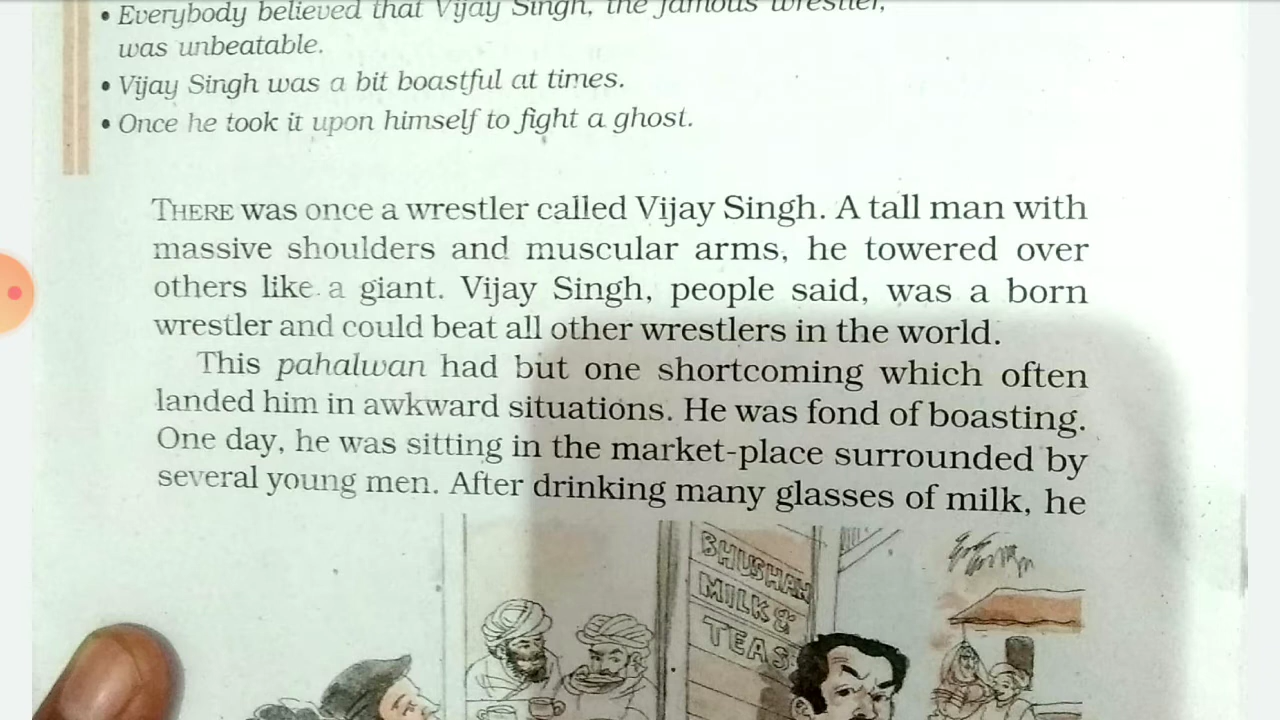 • Everybody believed that Vijay Singh, the famous wrestler,
was unbeatable.
• Vijay Singh was a bit boastful at times.
• Once he took it upon himself to fight a ghost.
THERE was once a wrestler called Vijay Singh. A tall man with
massive shoulders and muscular arms, he towered over
others like a giant. Vijay Singh, people said, was a born
wrestler and could beat all other wrestlers in the world.
This pahalwan had but one shortcoming which often
landed him in awkward situations. He was fond of boasting.
One day, he was sitting in the market-place surrounded by
several young men. After drinking many glasses of milk, he
BHUSHAN
MILK &
TEAS